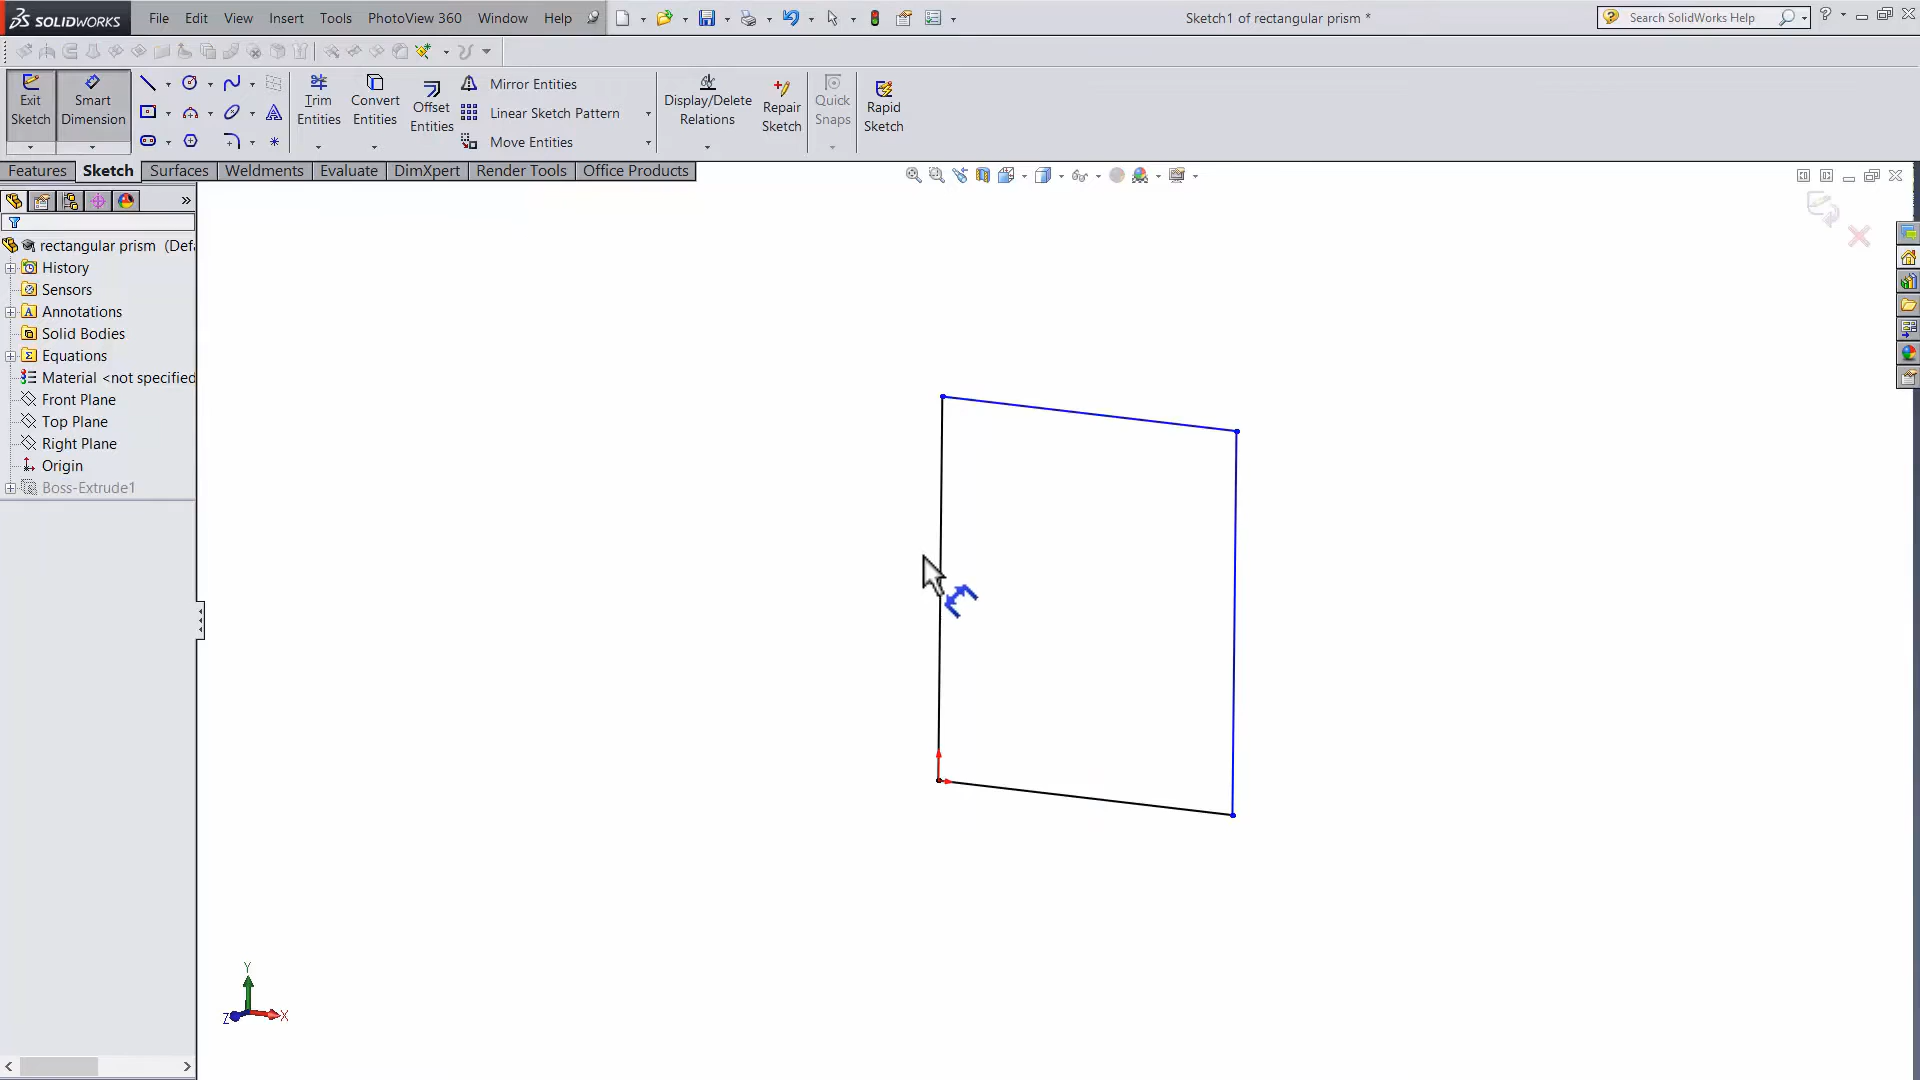 SOLIDWORKS File Edit View Insert Tools PhotoView 360 Window Help Sketch1 of rectangular prism * Search SolidWorks Help
Exit Sketch
Smart Dimension
Trim Entities
Convert Entities
Offset Entities
Mirror Entities
Linear Sketch Pattern
Move Entities
Display/Delete Relations
Repair Sketch
Quick Snaps
Rapid Sketch
Features Sketch Surfaces Weldments Evaluate DimXpert Render Tools Office Products
rectangular prism (Defa
History
Sensors
A Annotations
Solid Bodies
Σ Equations
Material <not specified
Front Plane
Top Plane
Right Plane
Origin
Boss-Extrude1
Y
Z X